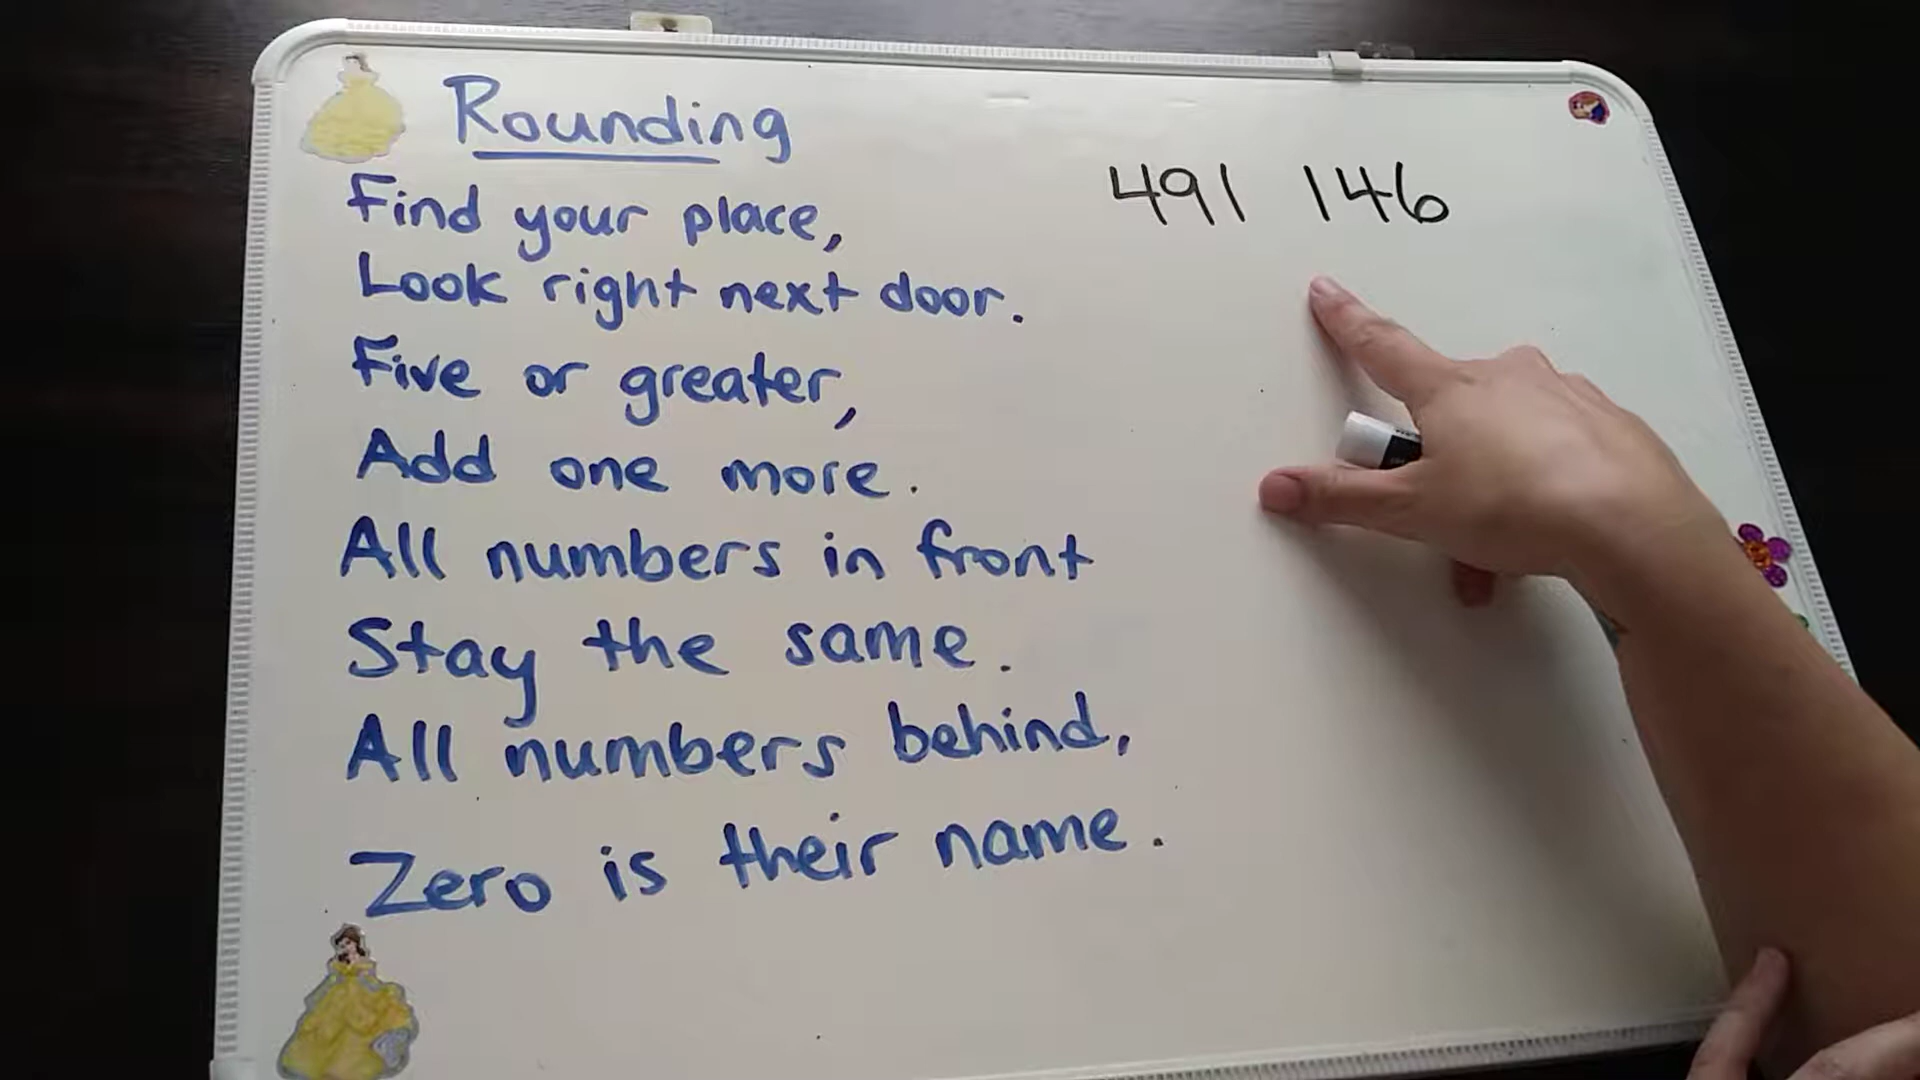 Rounding
Find your place,
Look right next door.
Five or greater,
Add one more.
All numbers in front
Stay the same.
All numbers behind,
Zero is their name.
491 146